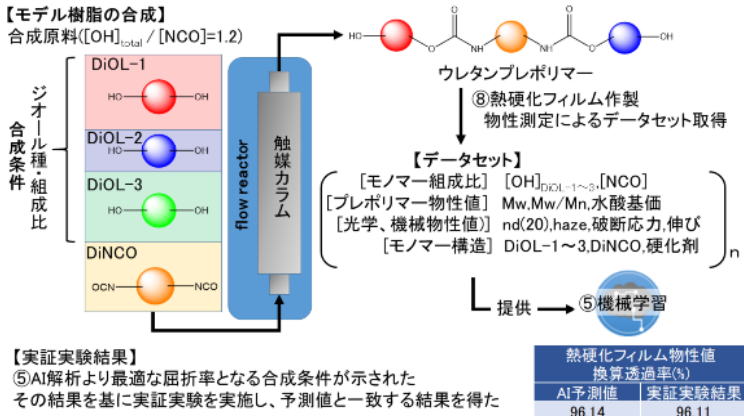 【モデル樹脂の合成】
合成原料([OH]total / [NCO]=1.2)
ジオール種・組成比
合成条件
DiOL-1
HO
OH
DiOL-2
HO
OH
DiOL-3
HO
OH
DiNCO
OCN
NCO
flow reactor
触媒カラム
HO
O
O
NH
NH
O
O
OH
ウレタンプレポリマー
⑧熱硬化フィルム作製
物性測定によるデータセット取得
【データセット】
[モノマー組成比] [OH]DiOL-1~3,[NCO]
[プレポリマー物性値] Mw,Mw/Mn,水酸基価
[光学、機械物性値)] nd(20),haze,破断応力,伸び
[モノマー構造] DiOL-1~3,DiNCO,硬化剤
n
提供
⑤機械学習
【実証実験結果】
⑤AI解析より最適な屈折率となる合成条件が示された
その結果を基に実証実験を実施し、予測値と一致する結果を得た
熱硬化フィルム物性値
換算透過率(%)
AI予測値 実証実験結果
96.14 96.11